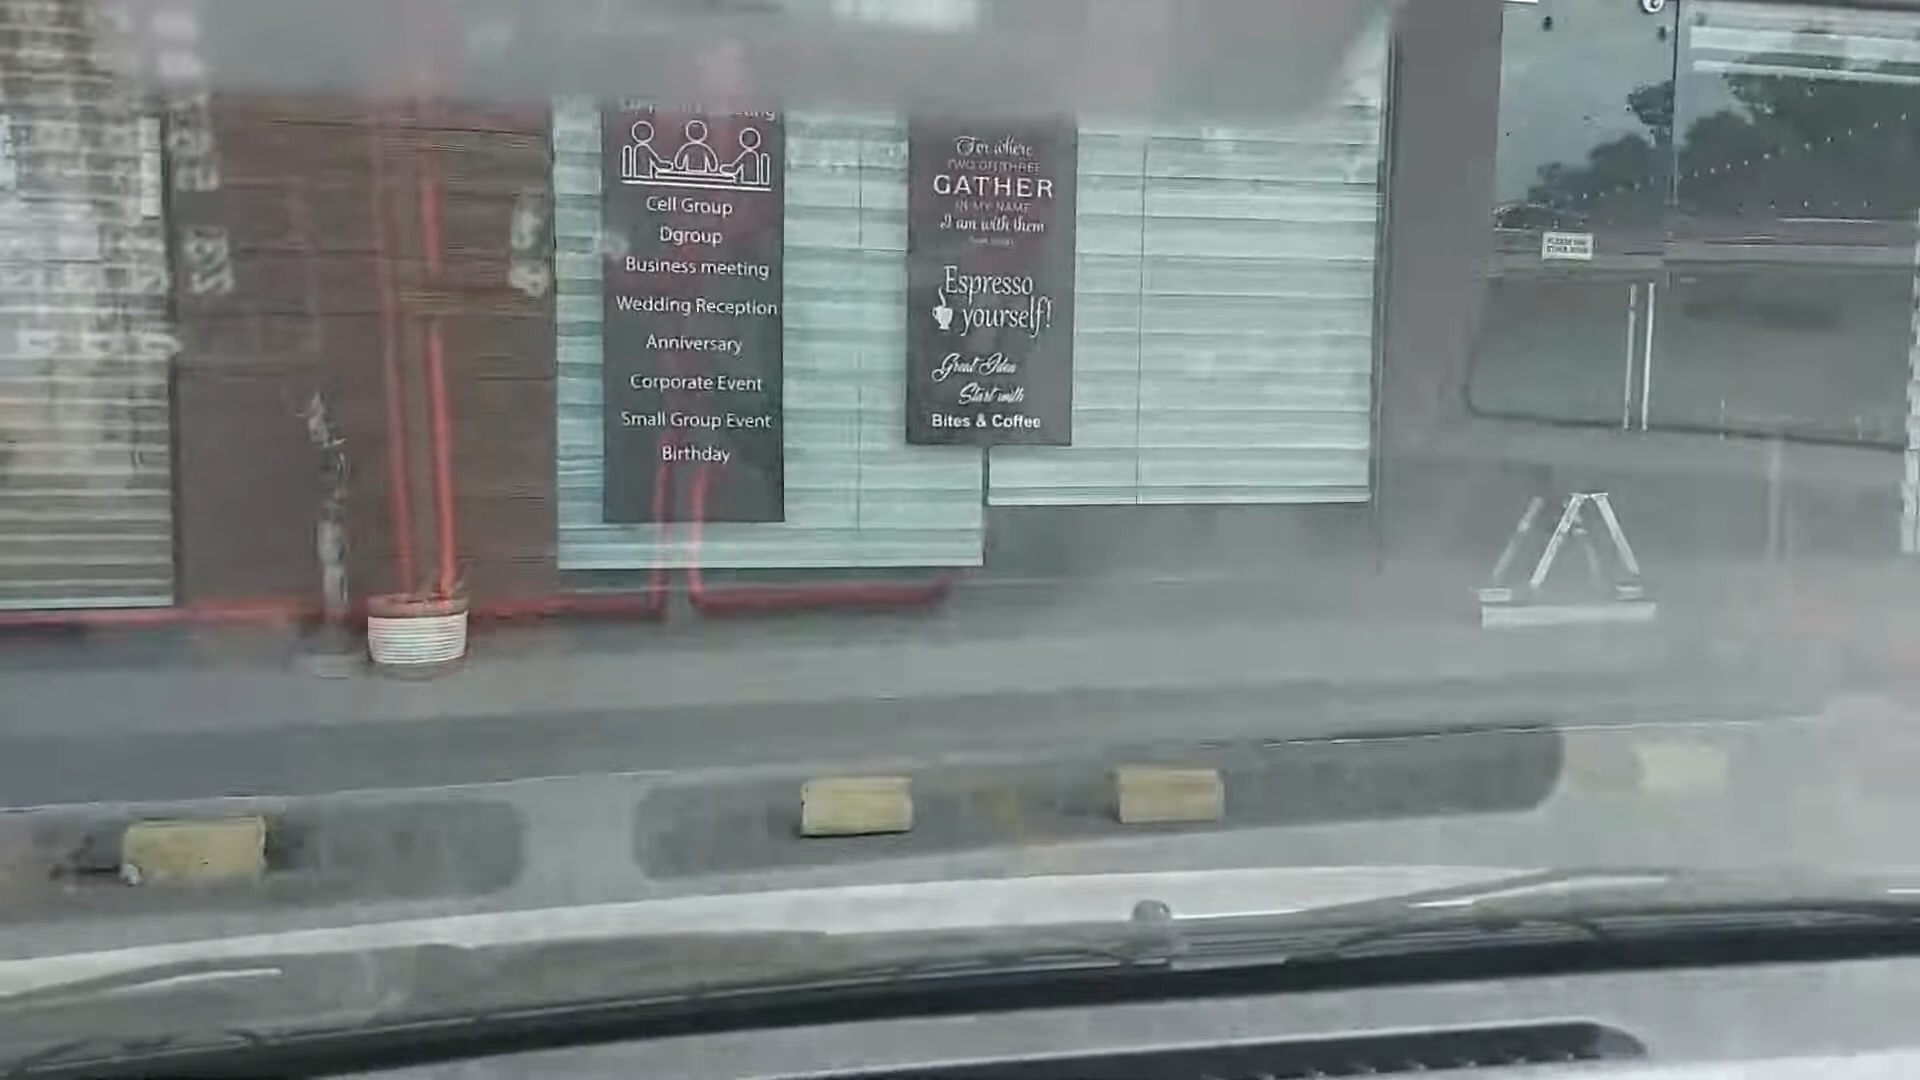 Cell Group
Dgroup
Business meeting
Wedding Reception
Anniversary
Corporate Event
Small Group Event
Birthday
For where
TWO OR THREE
GATHER
IN MY NAME
I am with them
Espresso
yourself!
Great Idea
Start with
Bites & Coffee